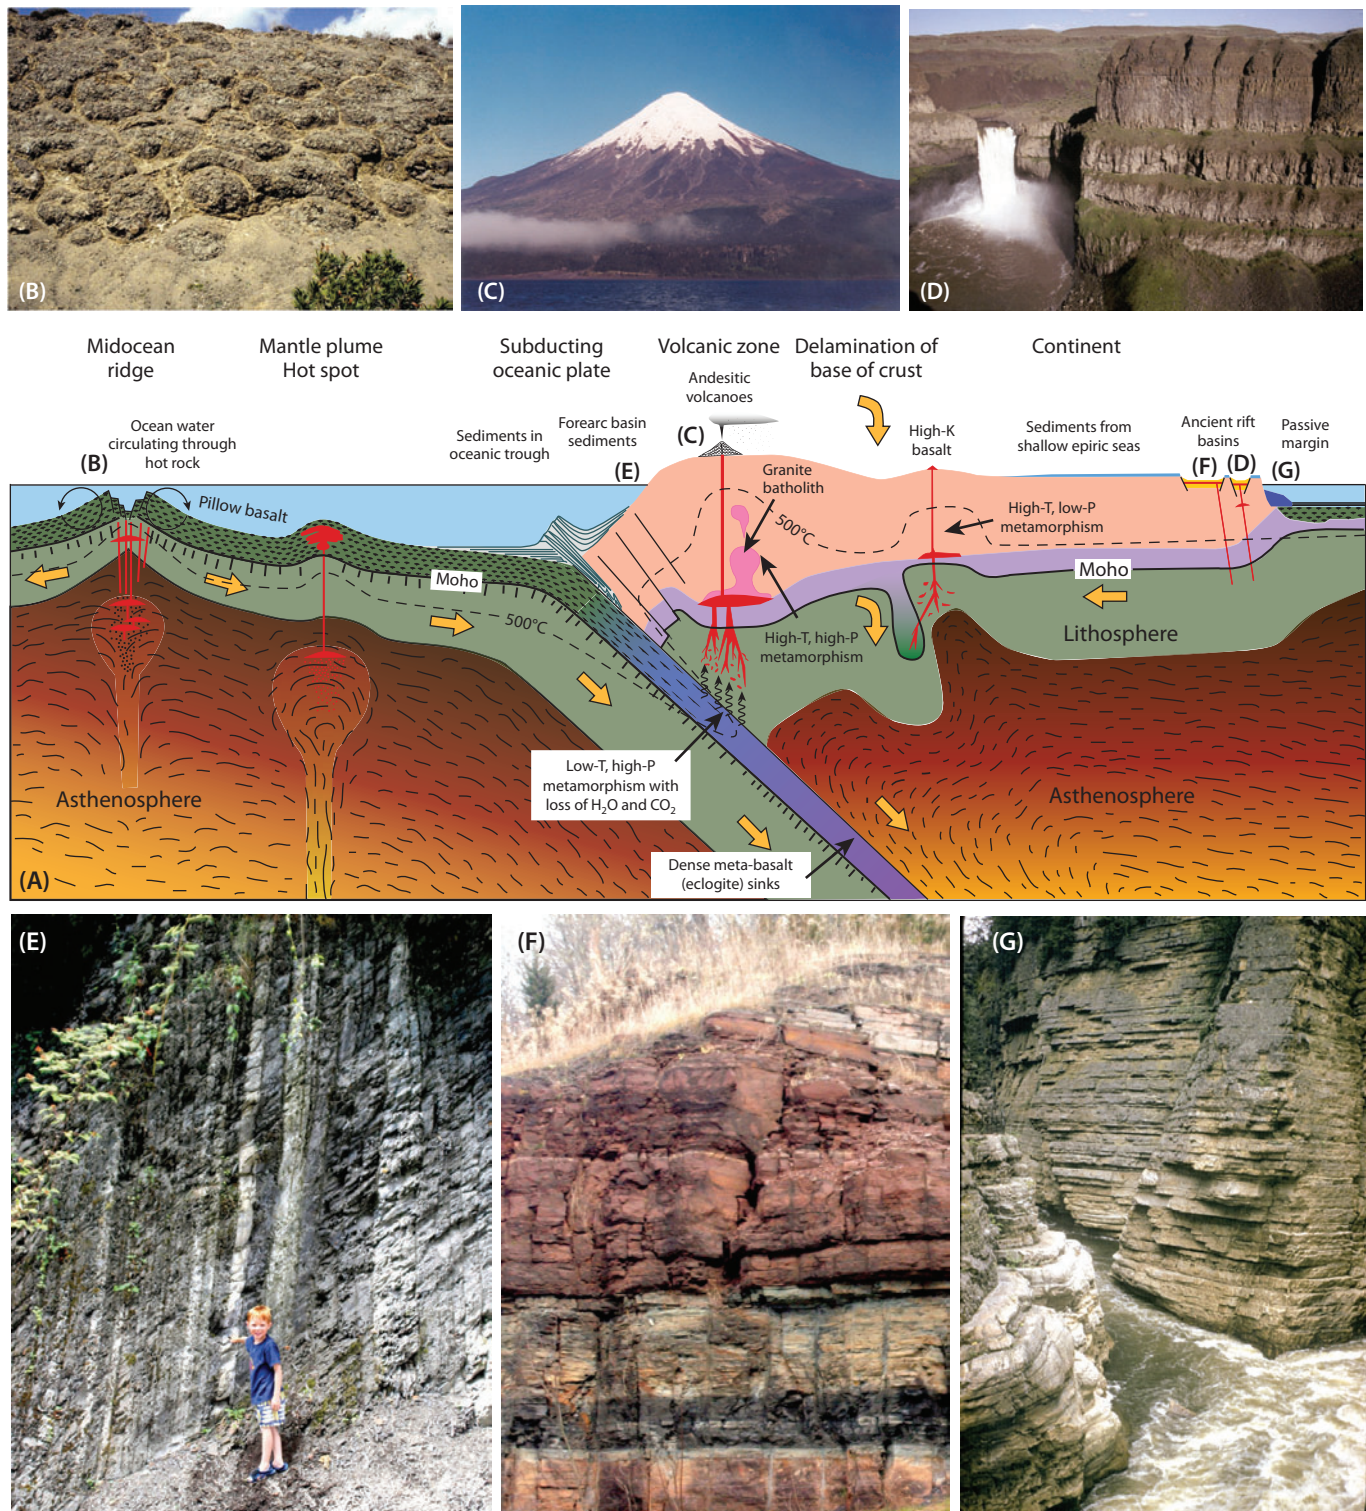 (B)
(C)
(D)
Midocean
ridge
Mantle plume
Hot spot
Subducting
oceanic plate
Volcanic zone
Delamination of
base of crust
Continent
Andesitic
volcanoes
Ocean water
circulating through
hot rock
(B)
Sediments in
oceanic trough
Forearc basin
sediments
(E)
(C)
High-K
basalt
Sediments from
shallow epiric seas
Ancient rift
basins
(F)
(D)
Passive
margin
(G)
Granite
batholith
Pillow basalt
500°C
High-T, low-P
metamorphism
Moho
Moho
500°C
High-T, high-P
metamorphism
Lithosphere
Low-T, high-P
metamorphism with
loss of H₂O and CO₂
Asthenosphere
Asthenosphere
Dense meta-basalt
(eclogite) sinks
(A)
(E)
(F)
(G)